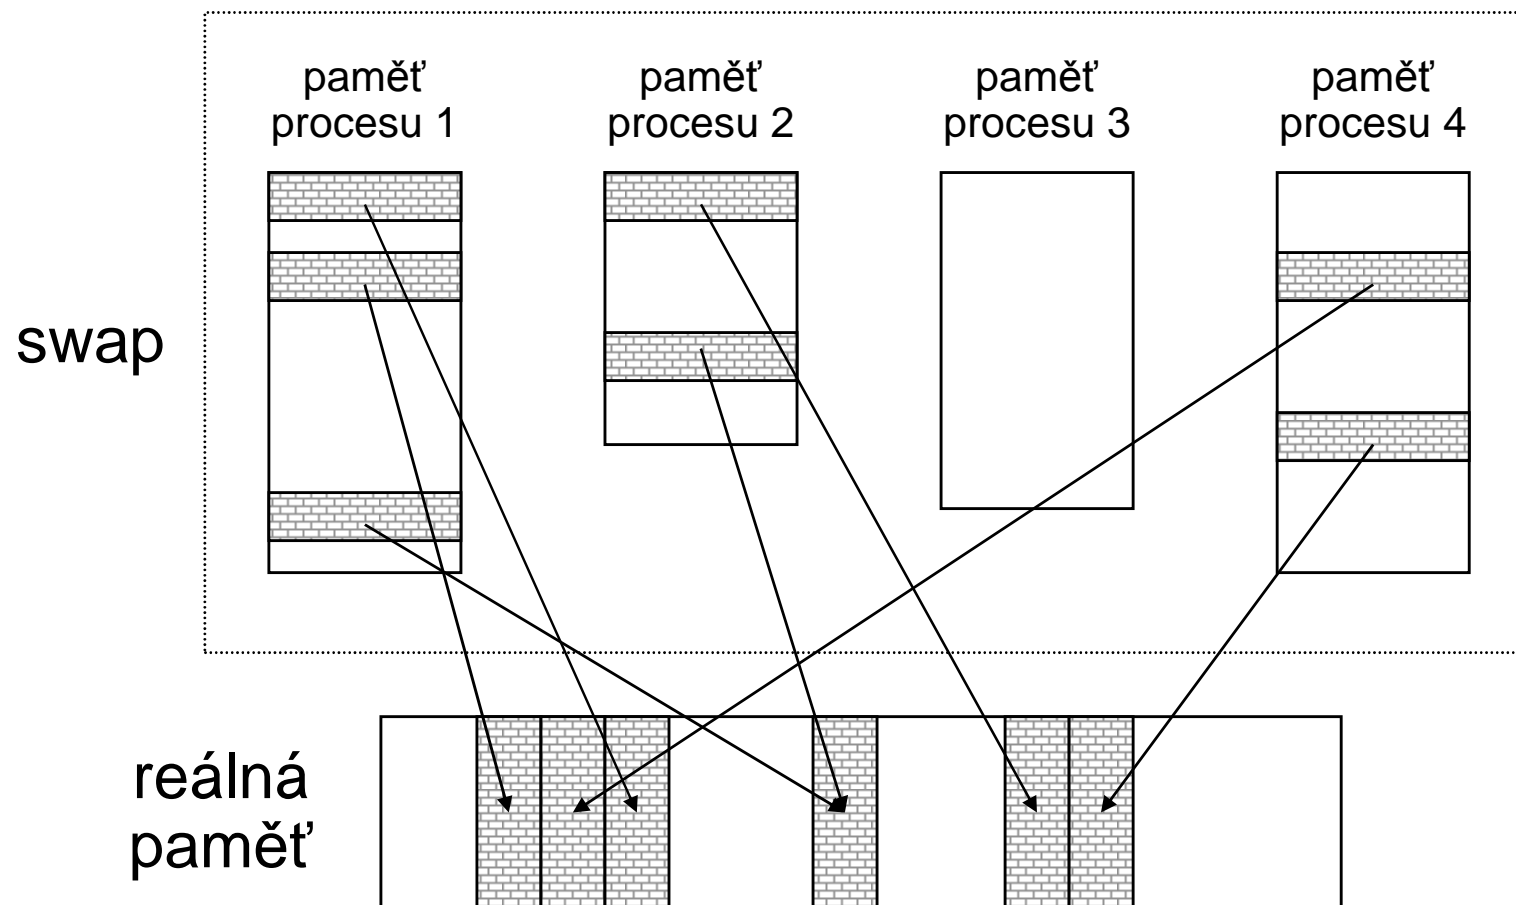 paměť
procesu 1
paměť
procesu 2
paměť
procesu 3
paměť
procesu 4
swap
reálná
paměť